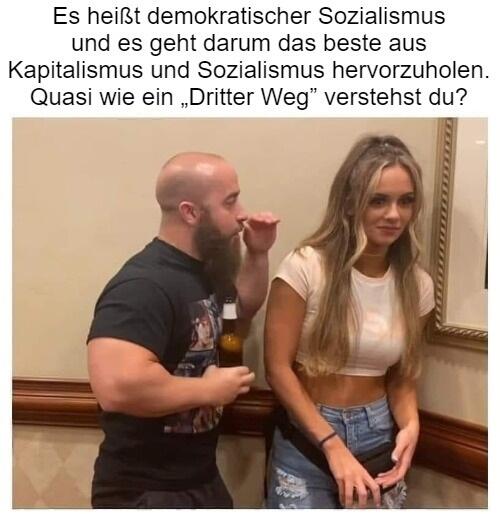 Es heißt demokratischer Sozialismus
und es geht darum das beste aus
Kapitalismus und Sozialismus hervorzuholen.
Quasi wie ein „Dritter Weg” verstehst du?